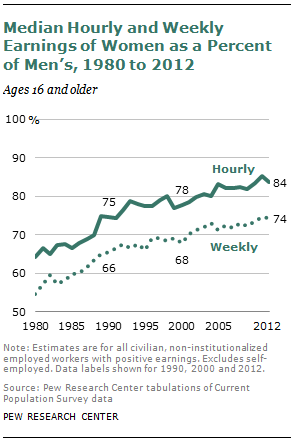 Median Hourly and Weekly
Earnings of Women as a Percent
of Men's, 1980 to 2012
Ages 16 and older
100 %
90
80
70
60
50
Hourly
75
78
84
74
Weekly
66
68
1980 1985 1990 1995 2000 2005 2012
Note: Estimates are for all civilian, non-institutionalized
employed workers with positive earnings. Excludes self-
employed. Data labels shown for 1990, 2000 and 2012.
Source: Pew Research Center tabulations of Current
Population Survey data
PEW RESEARCH CENTER